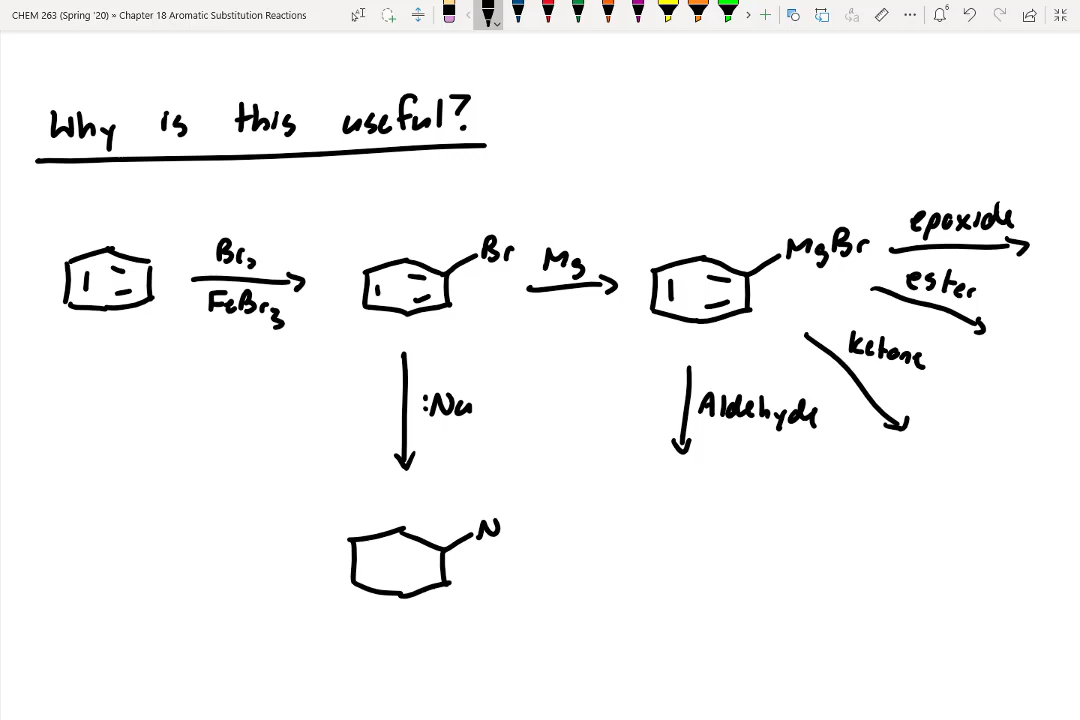 CHEM 263 (Spring '20) » Chapter 18 Aromatic Substitution Reactions
6
Why is this useful?
Br₂
FeBr₃
Br
Mg
MgBr
epoxide
ester
ketone
:Nu
Aldehyde
N